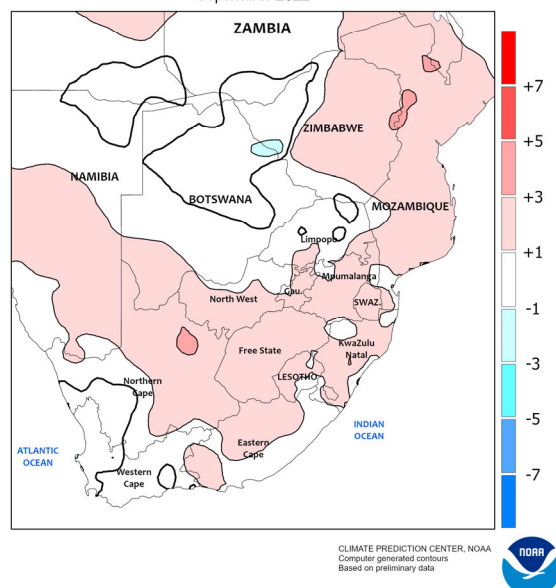 ZAMBIA
+7
+5
ZIMBABWE
+3
NAMIBIA
BOTSWANA
MOZAMBIQUE
+1
Limpopo
Mpumalanga
Gau.
North West
SWAZ.
-1
KwaZulu
Natal
Free State
-3
LESOTHO
Northern
Cape
INDIAN
OCEAN
-5
Eastern
Cape
ATLANTIC
OCEAN
Western
Cape
-7
CLIMATE PREDICTION CENTER, NOAA
Computer generated contours
Based on preliminary data
NOAA